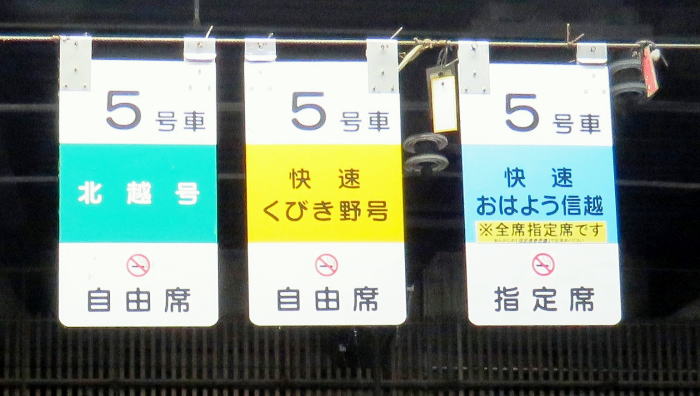 5号車
北越号
自由席
5号車
快速
くびき野号
自由席
5号車
快速
おはよう信越
※全席指定席です
指定席